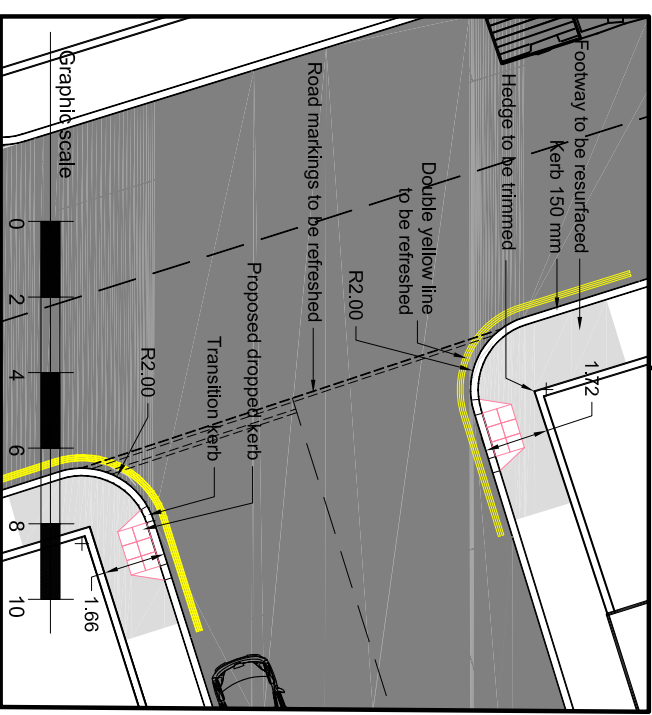 Footway to be resurfaced
Kerb 150 mm
Hedge to be trimmed
Double yellow line
to be refreshed
R2.00
Road markings to be refreshed
Proposed dropped kerb
Transition kerb
R2.00
1.72
1.66
Graphic scale
0 2 4 6 8 10